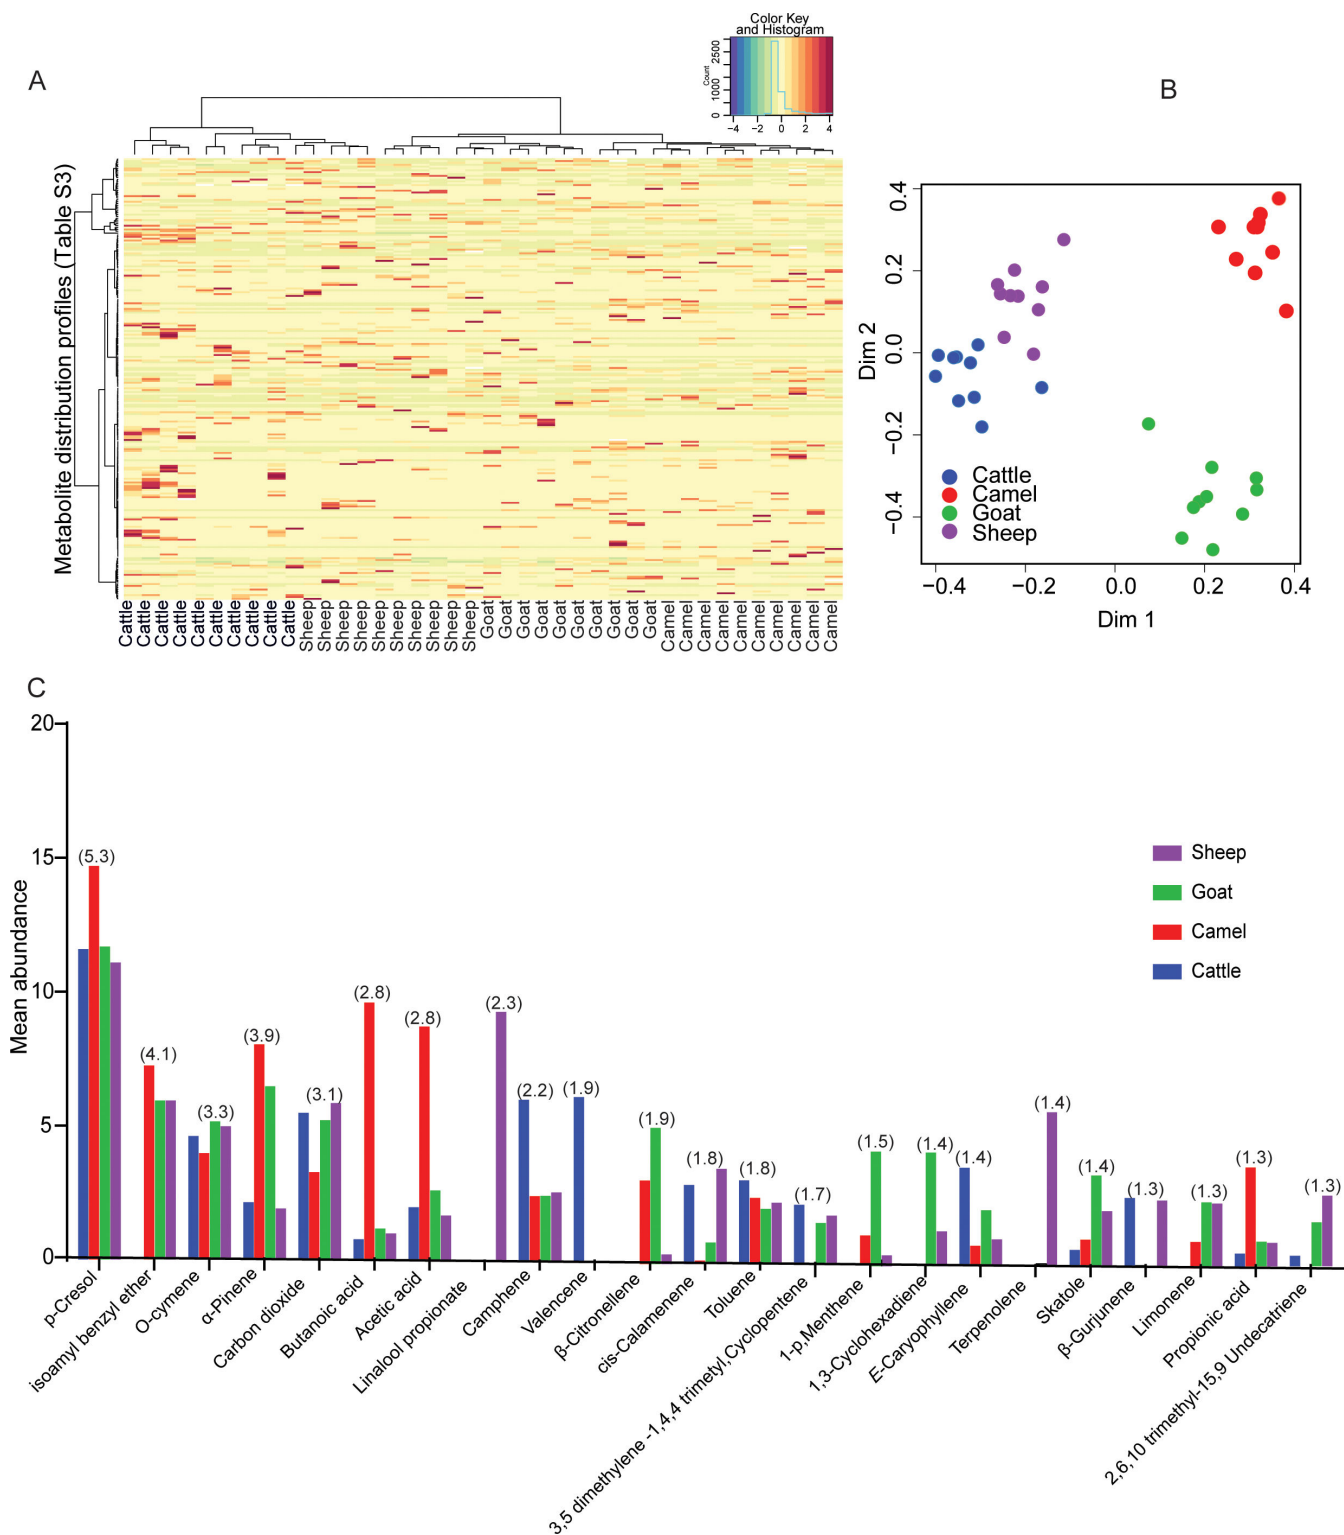 A
Color Key
and Histogram
Count
0 1000 2500
−4 −2 0 2 4
Metabolite distribution profiles (Table S3)
Cattle Cattle Cattle Cattle Cattle Cattle Cattle Cattle Cattle Cattle Sheep Sheep Sheep Sheep Sheep Sheep Sheep Sheep Sheep Sheep Goat Goat Goat Goat Goat Goat Goat Goat Goat Goat Camel Camel Camel Camel Camel Camel Camel Camel Camel Camel
B
Dim 2
0.4
0.2
0.0
−0.2
−0.4
Cattle
Camel
Goat
Sheep
−0.4 −0.2 0.0 0.2 0.4
Dim 1
C
Mean abundance
20
15
10
5
0
(5.3)
(4.1)
(3.3)
(3.9)
(3.1)
(2.8)
(2.8)
(2.3)
(2.2)
(1.9)
(1.9)
(1.8)
(1.8)
(1.7)
(1.5)
(1.4)
(1.4)
(1.4)
(1.4)
(1.3)
(1.3)
(1.3)
(1.3)
Sheep
Goat
Camel
Cattle
p-Cresol
isoamyl benzyl ether
O-cymene
α-Pinene
Carbon dioxide
Butanoic acid
Acetic acid
Linalool propionate
Camphene
Valencene
β-Citronellene
cis-Calamenene
Toluene
3,5 dimethylene -1,4,4 trimetyl,Cyclopentene
1-p,Menthene
1,3-Cyclohexadiene
E-Caryophyllene
Terpenolene
Skatole
β-Gurjunene
Limonene
Propionic acid
2,6,10 trimethyl-15,9 Undecatriene